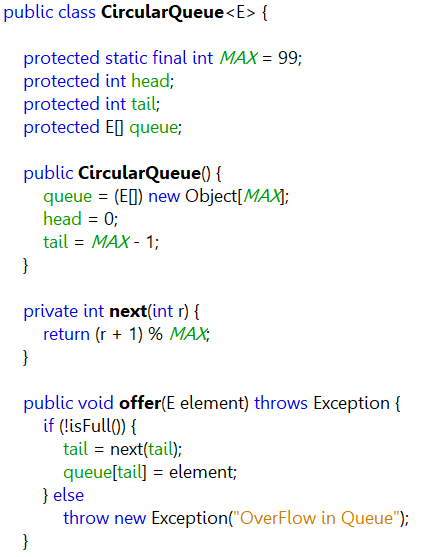 public class CircularQueue<E> {
protected static final int MAX = 99;
protected int head;
protected int tail;
protected E[] queue;
public CircularQueue() {
queue = (E[]) new Object[MAX];
head = 0;
tail = MAX - 1;
}
private int next(int r) {
return (r + 1) % MAX;
}
public void offer(E element) throws Exception {
if (!isFull()) {
tail = next(tail);
queue[tail] = element;
} else
throw new Exception("OverFlow in Queue");
}